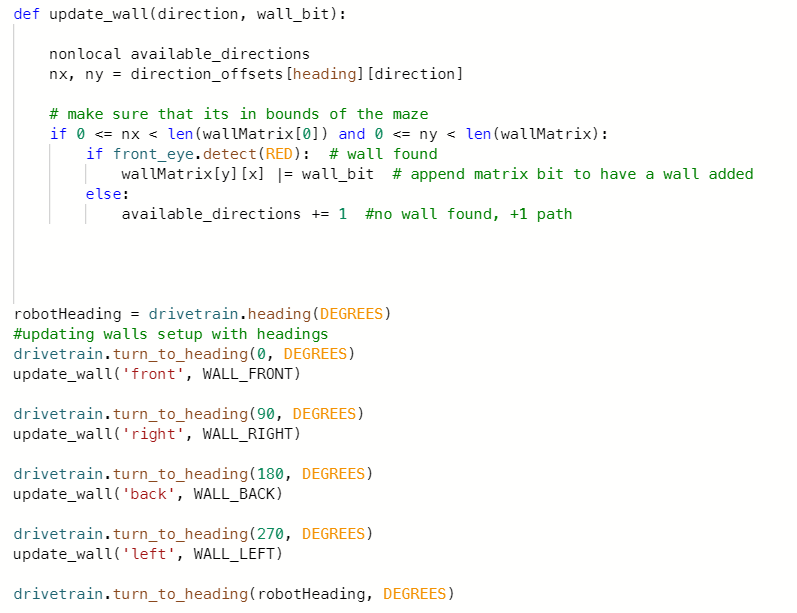 def update_wall(direction, wall_bit):
nonlocal available_directions
nx, ny = direction_offsets[heading][direction]
# make sure that its in bounds of the maze
if 0 <= nx < len(wallMatrix[0]) and 0 <= ny < len(wallMatrix):
if front_eye.detect(RED):  # wall found
wallMatrix[y][x] |= wall_bit  # append matrix bit to have a wall added
else:
available_directions += 1  #no wall found, +1 path
robotHeading = drivetrain.heading(DEGREES)
#updating walls setup with headings
drivetrain.turn_to_heading(0, DEGREES)
update_wall('front', WALL_FRONT)
drivetrain.turn_to_heading(90, DEGREES)
update_wall('right', WALL_RIGHT)
drivetrain.turn_to_heading(180, DEGREES)
update_wall('back', WALL_BACK)
drivetrain.turn_to_heading(270, DEGREES)
update_wall('left', WALL_LEFT)
drivetrain.turn_to_heading(robotHeading, DEGREES)